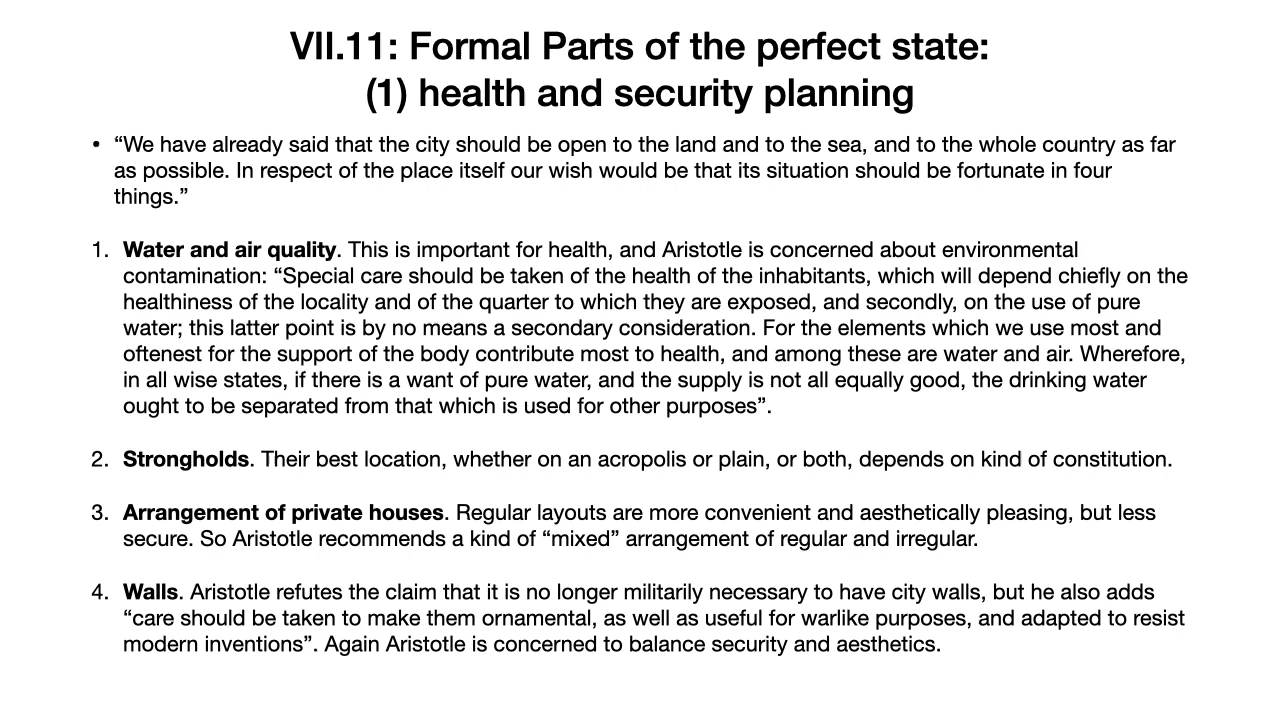 VII.11: Formal Parts of the perfect state:
(1) health and security planning
• “We have already said that the city should be open to the land and to the sea, and to the whole country as far
as possible. In respect of the place itself our wish would be that its situation should be fortunate in four
things.”
1. Water and air quality. This is important for health, and Aristotle is concerned about environmental
contamination: “Special care should be taken of the health of the inhabitants, which will depend chiefly on the
healthiness of the locality and of the quarter to which they are exposed, and secondly, on the use of pure
water; this latter point is by no means a secondary consideration. For the elements which we use most and
oftenest for the support of the body contribute most to health, and among these are water and air. Wherefore,
in all wise states, if there is a want of pure water, and the supply is not all equally good, the drinking water
ought to be separated from that which is used for other purposes”.
2. Strongholds. Their best location, whether on an acropolis or plain, or both, depends on kind of constitution.
3. Arrangement of private houses. Regular layouts are more convenient and aesthetically pleasing, but less
secure. So Aristotle recommends a kind of “mixed” arrangement of regular and irregular.
4. Walls. Aristotle refutes the claim that it is no longer militarily necessary to have city walls, but he also adds
“care should be taken to make them ornamental, as well as useful for warlike purposes, and adapted to resist
modern inventions”. Again Aristotle is concerned to balance security and aesthetics.